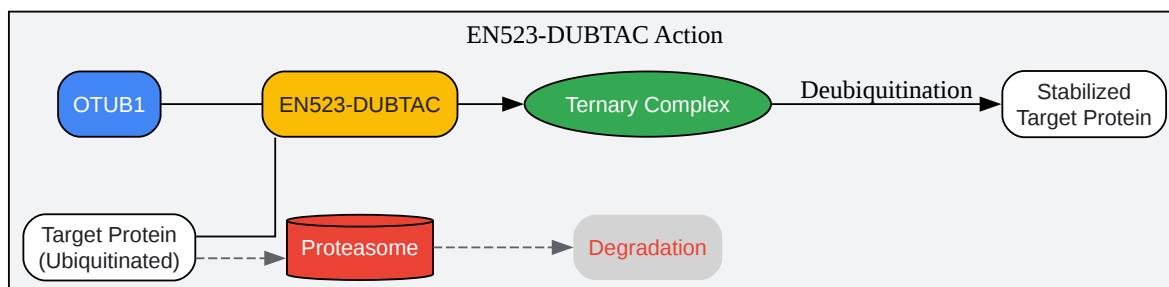 EN523-DUBTAC Action
OTUB1
EN523-DUBTAC
Ternary Complex
Deubiquitination
Stabilized
Target Protein
Target Protein
(Ubiquitinated)
Proteasome
Degradation